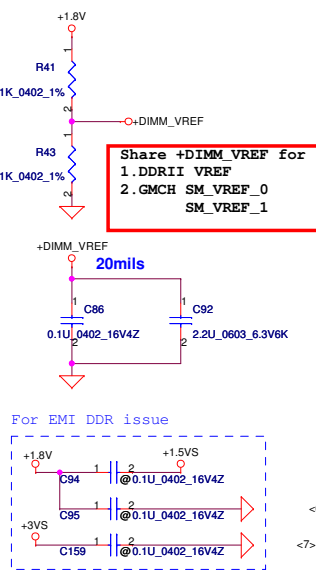 +1.8V
1
R41
1K_0402_1%
2
+DIMM_VREF
1
R43
1K_0402_1%
2
Share +DIMM_VREF for
1.DDRII VREF
2.GMCH SM_VREF_0
SM_VREF_1
+DIMM_VREF
20mils
1
C86
0.1U_0402_16V4Z
2
1
C92
2.2U_0603_6.3V6K
2
For EMI DDR issue
+1.8V
+1.5VS
1 2
C94 @0.1U_0402_16V4Z
1 2
C95 @0.1U_0402_16V4Z
+3VS
1 2
C159 @0.1U_0402_16V4Z
<7>